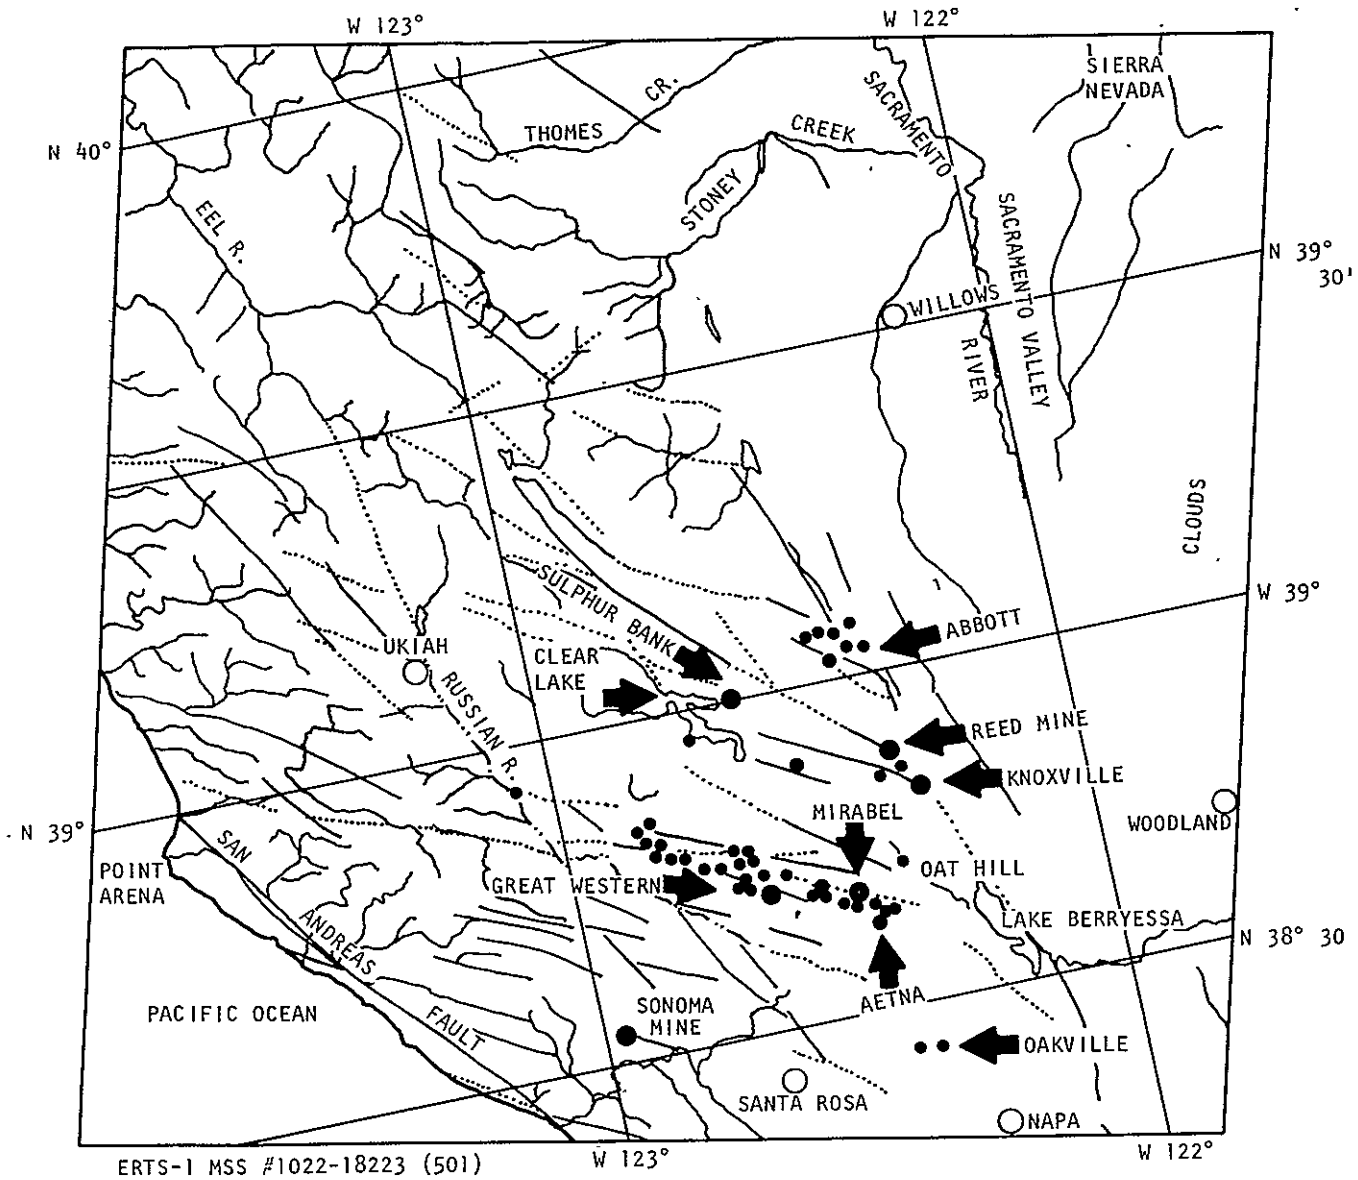 W 123°
W 122°
SIERRA
NEVADA
CR.
THOMES
CREEK
SACRAMENTO
N 40°
STONEY
EEL R.
SACRAMENTO VALLEY
N 39°
30'
WILLOWS
RIVER
CLOUDS
SULPHUR BANK
W 39°
ABBOTT
UKIAH
CLEAR
LAKE
RUSSIAN R.
REED MINE
KNOXVILLE
MIRABEL
WOODLAND
N 39°
SAN
POINT
ARENA
OAT HILL
GREAT WESTERN
ANDREAS
LAKE BERRYESSA
N 38° 30
AETNA
SONOMA
MINE
PACIFIC OCEAN
FAULT
OAKVILLE
SANTA ROSA
NAPA
ERTS-1 MSS #1022-18223 (501)
W 123°
W 122°